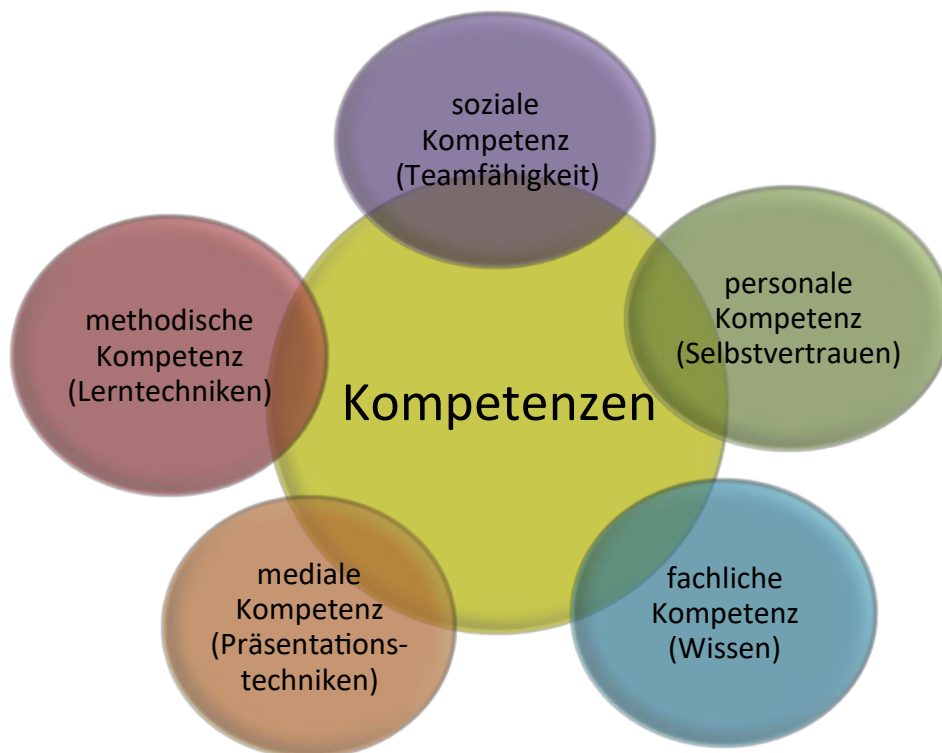 soziale
Kompetenz
(Teamfähigkeit)
personale
Kompetenz
(Selbstvertrauen)
methodische
Kompetenz
(Lerntechniken)
Kompetenzen
mediale
Kompetenz
(Präsentations-
techniken)
fachliche
Kompetenz
(Wissen)